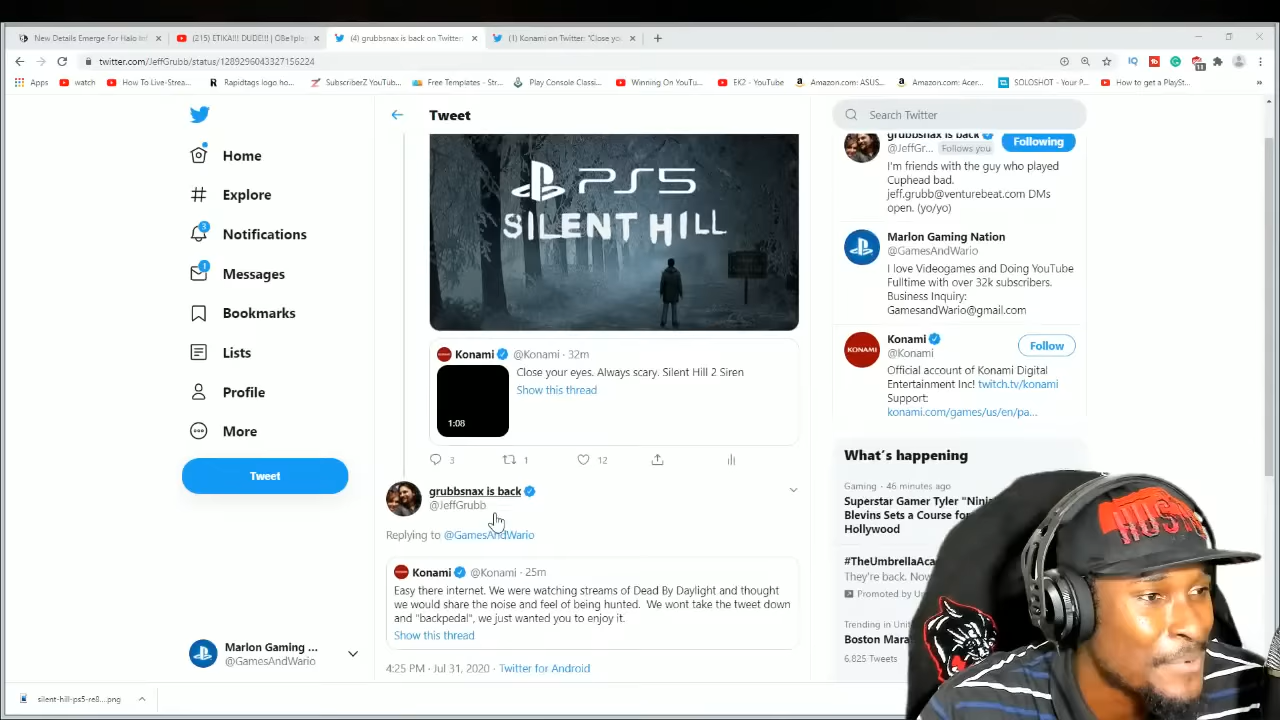 New Details Emerge For Halo Inf
(215) ETIKA!!! DUDE!!! | OBe1plo
(4) grubbsnax is back on Twitter:
(1) Konami on Twitter: "Close yo
twitter.com/JeffGrubb/status/1289296043327156224
Apps
watch
How To Live-Strea...
Rapidtags logo ho...
SubscriberZ YouTub...
Free Templates - Str...
Play Console Classi...
Winning On YouTu...
EK2 - YouTube
Amazon.com: ASUS...
Amazon.com: Acer...
SOLOSHOT - Your P...
How to get a PlaySt...
Home
Explore
3
Notifications
1
Messages
Bookmarks
Lists
Profile
More
Tweet
Marlon Gaming ...
@GamesAndWario
Tweet
PS5
SILENT HILL
Konami @Konami · 32m
Close your eyes. Always scary. Silent Hill 2 Siren
Show this thread
1:08
3
1
12
grubbsnax is back
@JeffGrubb
Replying to @GamesAndWario
Konami @Konami · 25m
Easy there internet. We were watching streams of Dead By Daylight and thought
we would share the noise and feel of being hunted. We wont take the tweet down
and "backpedal", we just wanted you to enjoy it.
Show this thread
4:25 PM · Jul 31, 2020 · Twitter for Android
Search Twitter
grubbsnax is back
@JeffGr... Follows you
Following
I'm friends with the guy who played
Cuphead bad.
jeff.grubb@venturebeat.com DMs
open. (yo/yo)
Marlon Gaming Nation
@GamesAndWario
I love Videogames and Doing YouTube
Fulltime with over 32k subscribers.
Business Inquiry:
GamesandWario@gmail.com
KONAMI
Konami
@Konami
Follow
Official account of Konami Digital
Entertainment Inc! twitch.tv/konami
Support:
konami.com/games/us/en/pa...
What's happening
Gaming · 46 minutes ago
Superstar Gamer Tyler "Ninj
Blevins Sets a Course fo
Hollywood
#TheUmbrellaAca
They're back. Now
Promoted by Um
Trending in Unit
Boston Mara
6,825 Tweets
silent-hill-ps5-re8....png